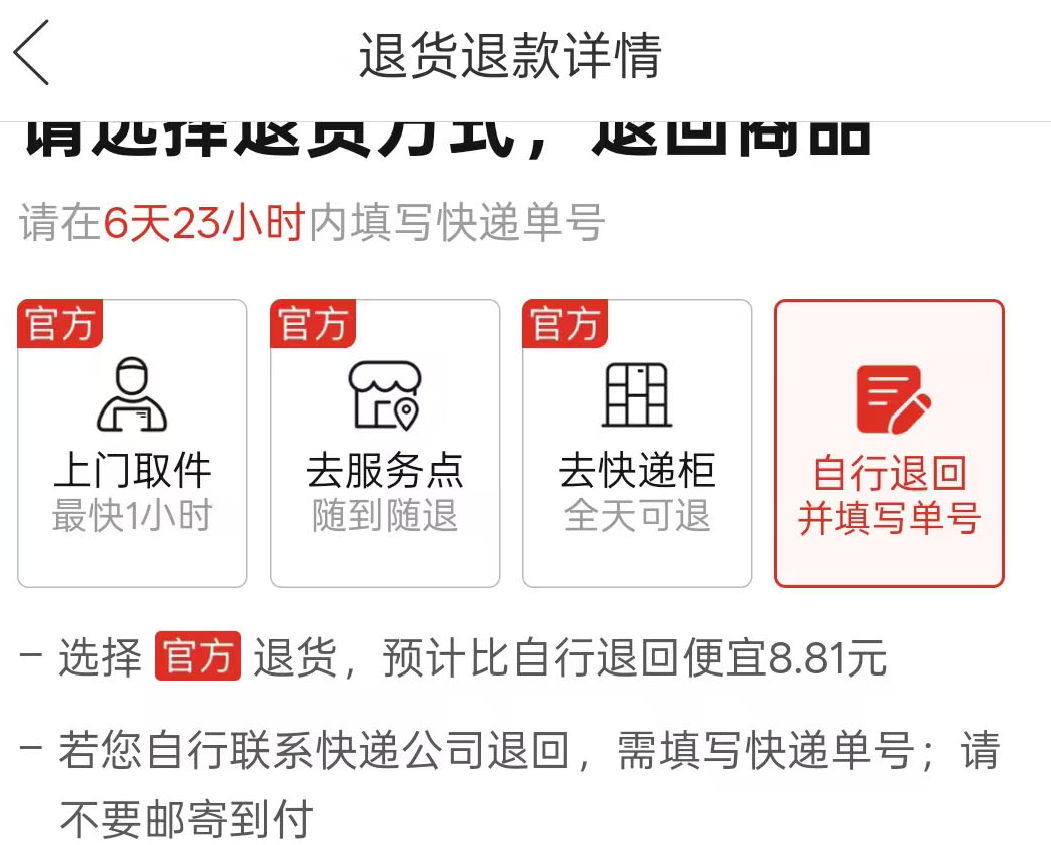 退货退款详情
请选择退货方式，退回商品
请在6天23小时内填写快递单号
官方
上门取件
最快1小时
官方
去服务点
随到随退
官方
去快递柜
全天可退
自行退回
并填写单号
- 选择 官方 退货，预计比自行退回便宜8.81元
- 若您自行联系快递公司退回，需填写快递单号；请
不要邮寄到付